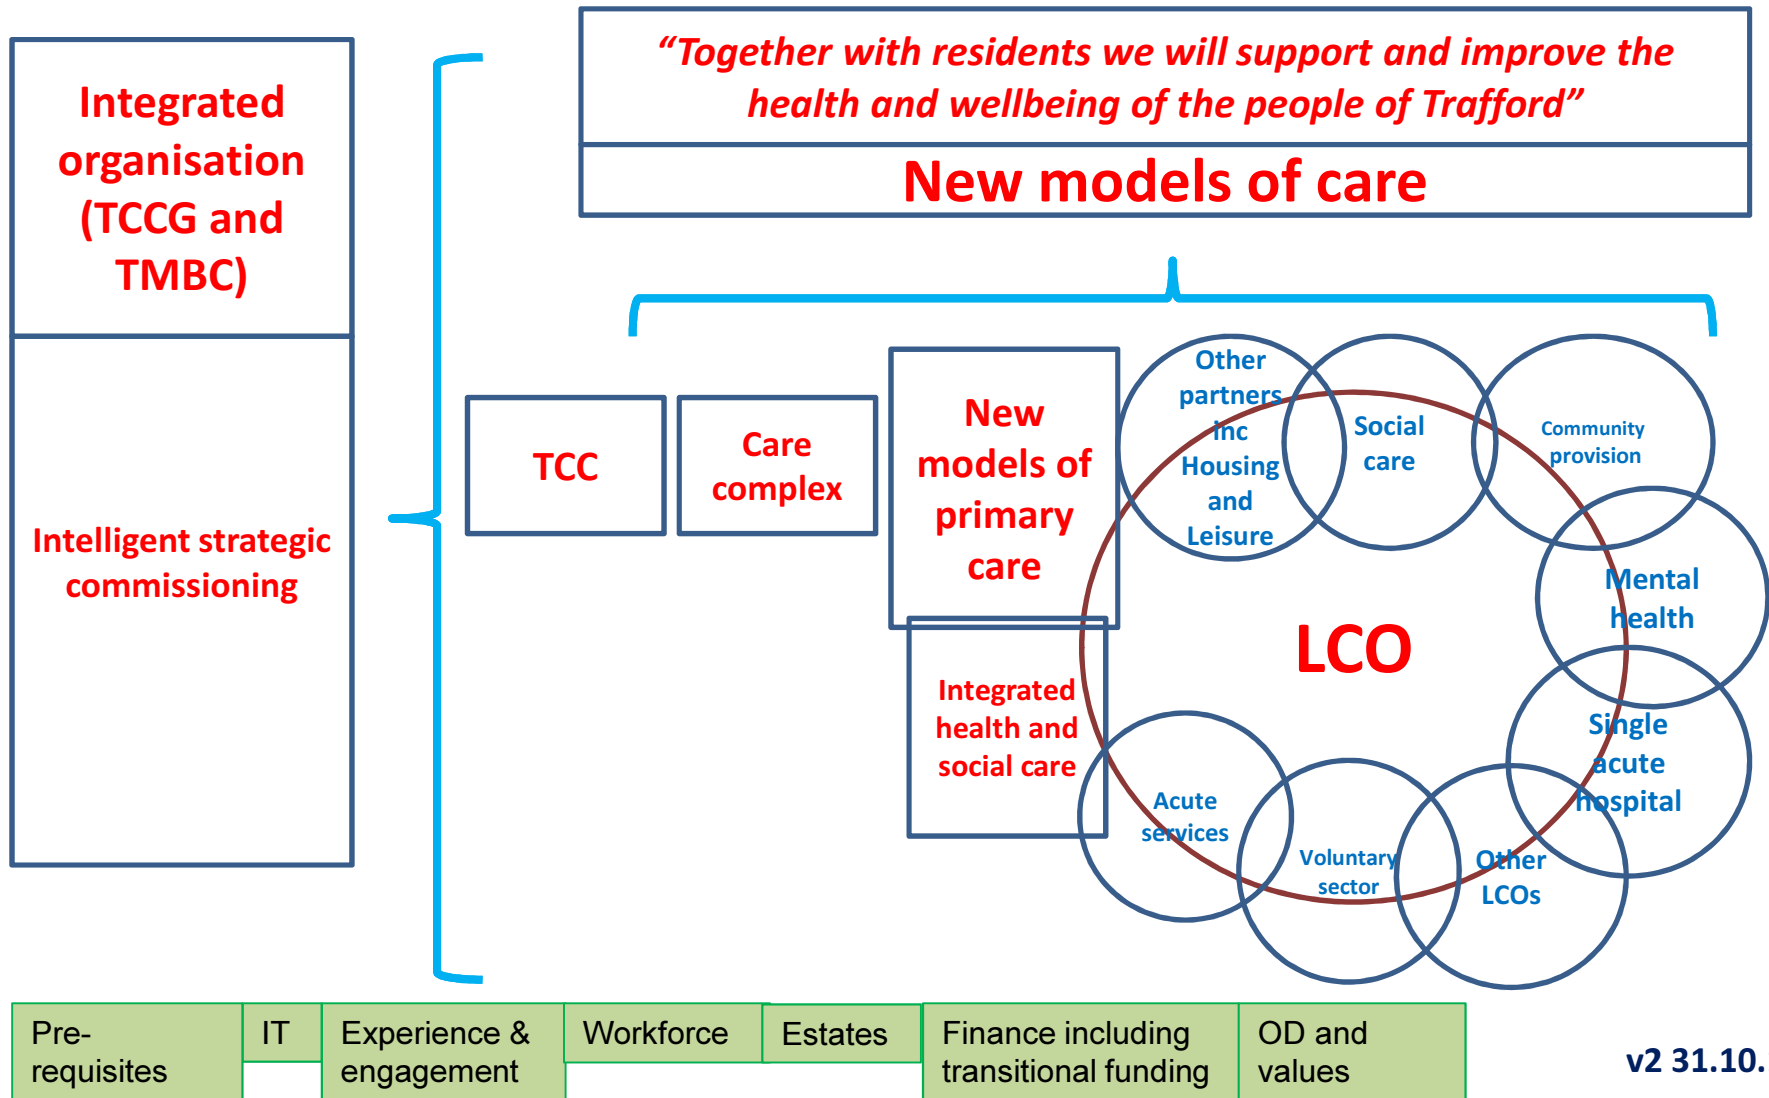 Integrated
organisation
(TCCG and
TMBC)
Intelligent strategic
commissioning
“Together with residents we will support and improve the
health and wellbeing of the people of Trafford”
New models of care
TCC
Care
complex
New
models of
primary
care
Integrated
health and
social care
Other
partners
inc
Housing
and
Leisure
Social
care
Community
provision
Mental
health
Single
acute
hospital
Other
LCOs
Voluntary
sector
Acute
services
LCO
Pre-
requisites
IT
Experience &
engagement
Workforce
Estates
Finance including
transitional funding
OD and
values
v2 31.10.